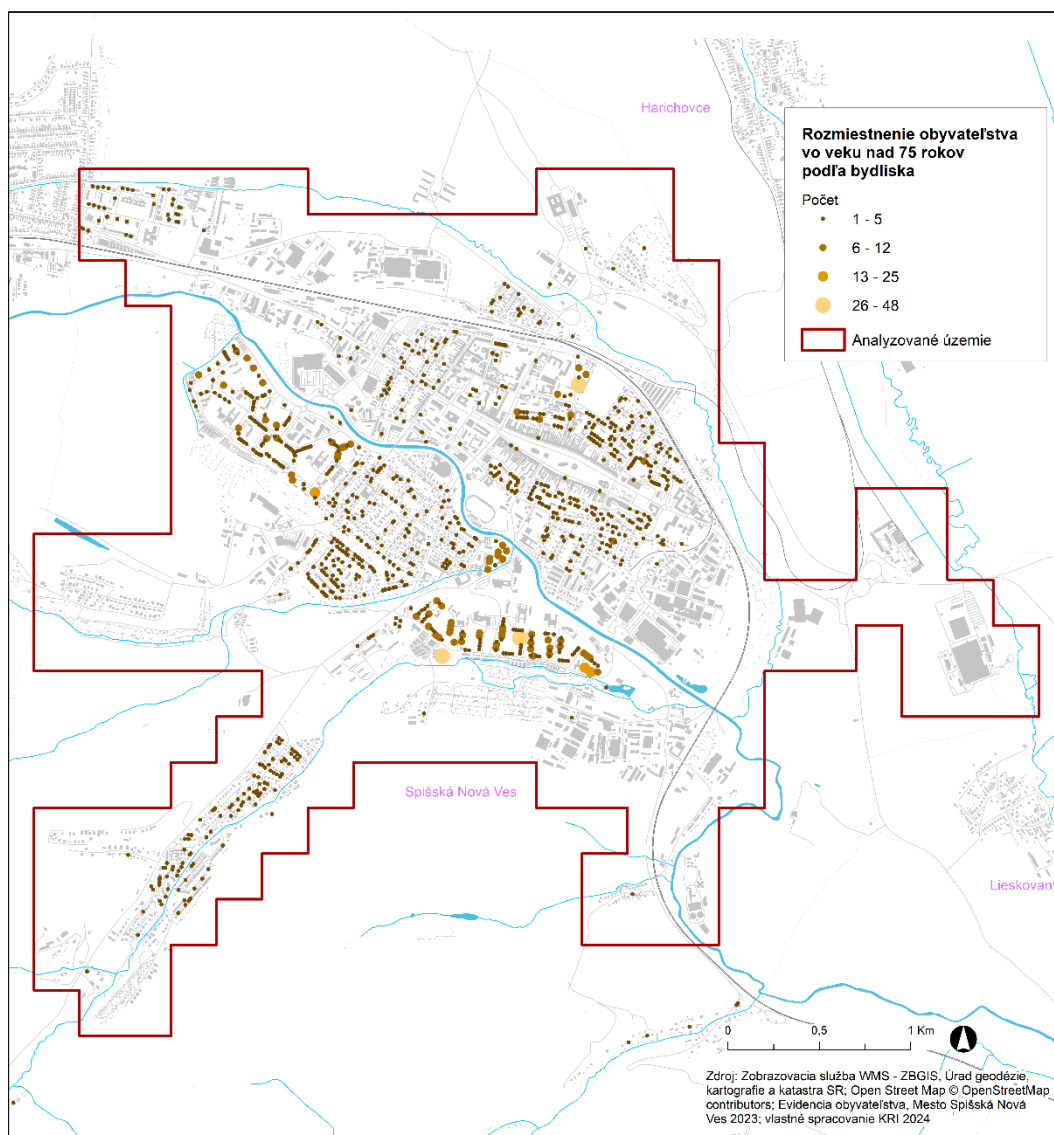 Harichovce
Rozmiestnenie obyvateľstva
vo veku nad 75 rokov
podľa bydliska
Počet
1 - 5
6 - 12
13 - 25
26 - 48
Analyzované územie
Spišská Nová Ves
Lieskovany
0
0,5
1 Km
Zdroj: Zobrazovacia služba WMS - ZBGIS, Úrad geodézie,
kartografie a katastra SR; Open Street Map © OpenStreetMap
contributors; Evidencia obyvateľstva, Mesto Spišská Nová
Ves 2023; vlastné spracovanie KRI 2024